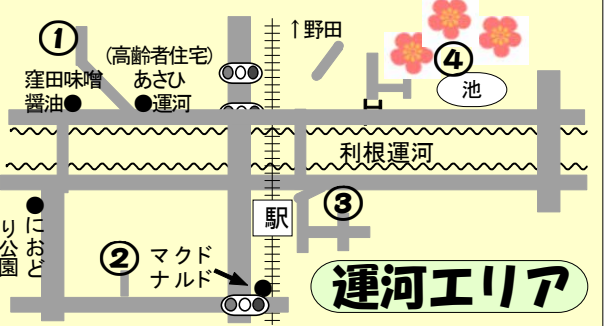 ①
(高齢者住宅)
↑野田
窪田味噌
醤油●
あさひ
●運河
④
池
利根運河
③
駅
●におど
り公園
②
マクド
ナルド
運河エリア